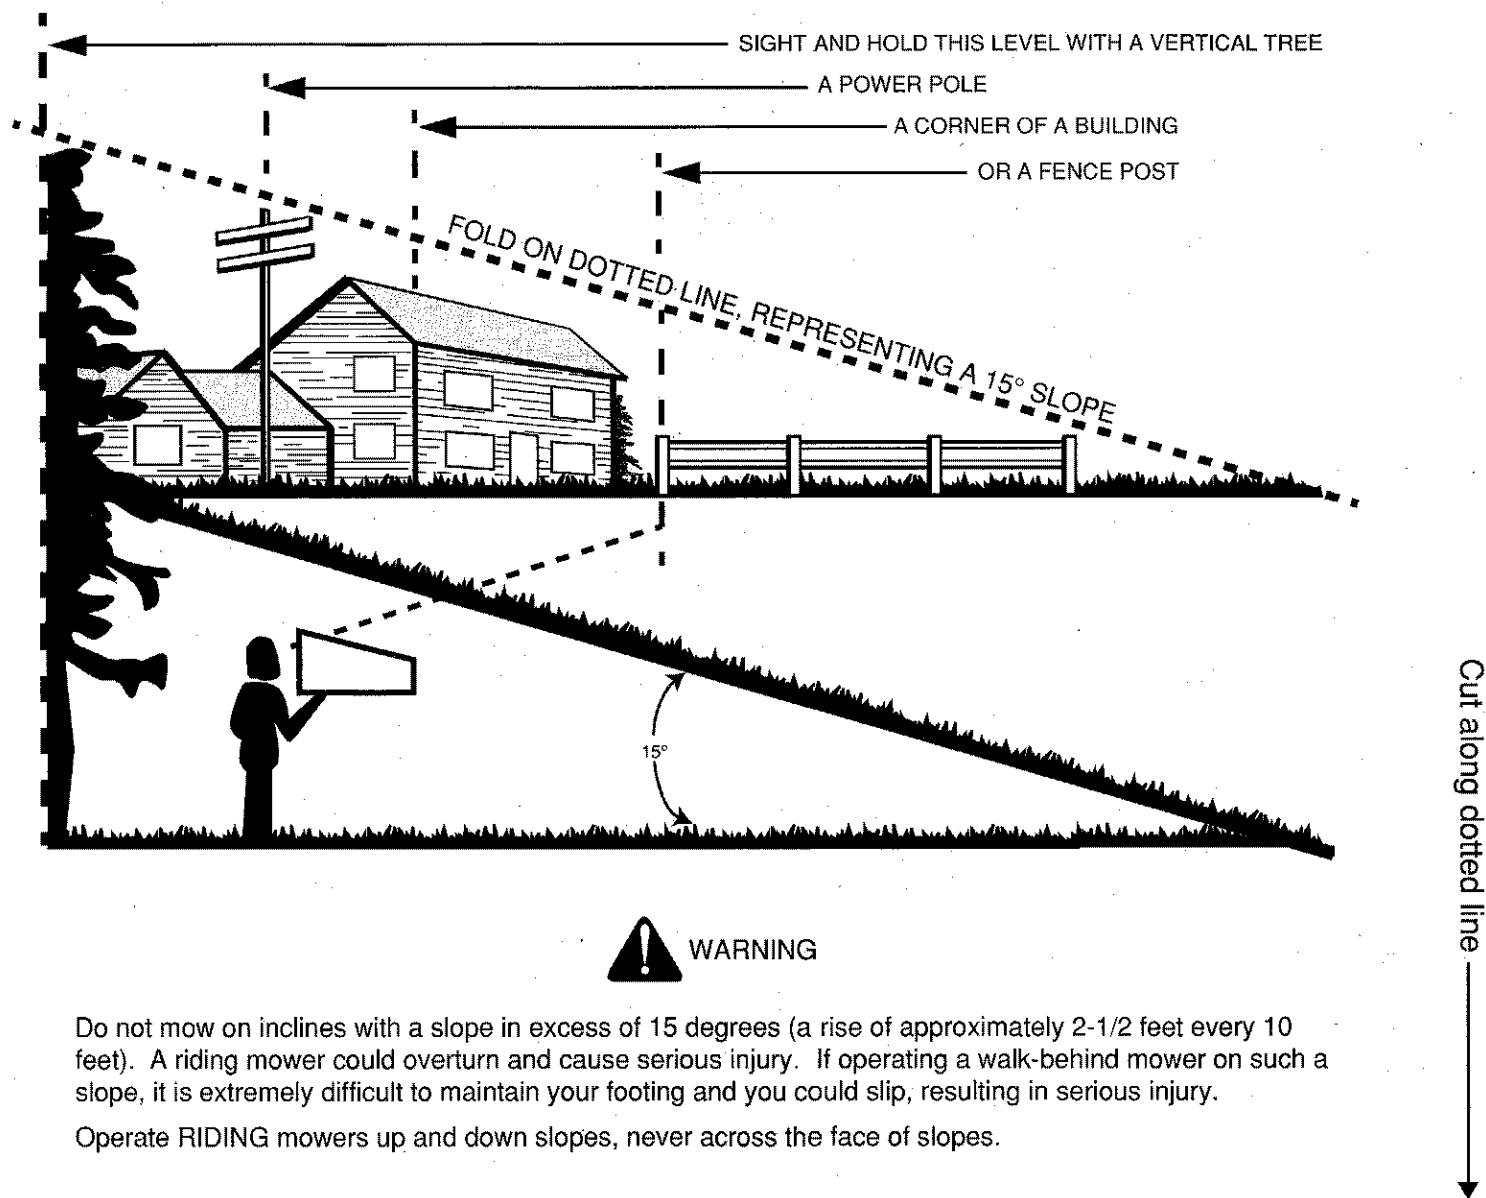 SIGHT AND HOLD THIS LEVEL WITH A VERTICAL TREE
A POWER POLE
A CORNER OF A BUILDING
OR A FENCE POST
FOLD ON DOTTED LINE, REPRESENTING A 15° SLOPE
15°
Cut along dotted line
WARNING
Do not mow on inclines with a slope in excess of 15 degrees (a rise of approximately 2-1/2 feet every 10
feet). A riding mower could overturn and cause serious injury. If operating a walk-behind mower on such a
slope, it is extremely difficult to maintain your footing and you could slip, resulting in serious injury.
Operate RIDING mowers up and down slopes, never across the face of slopes.